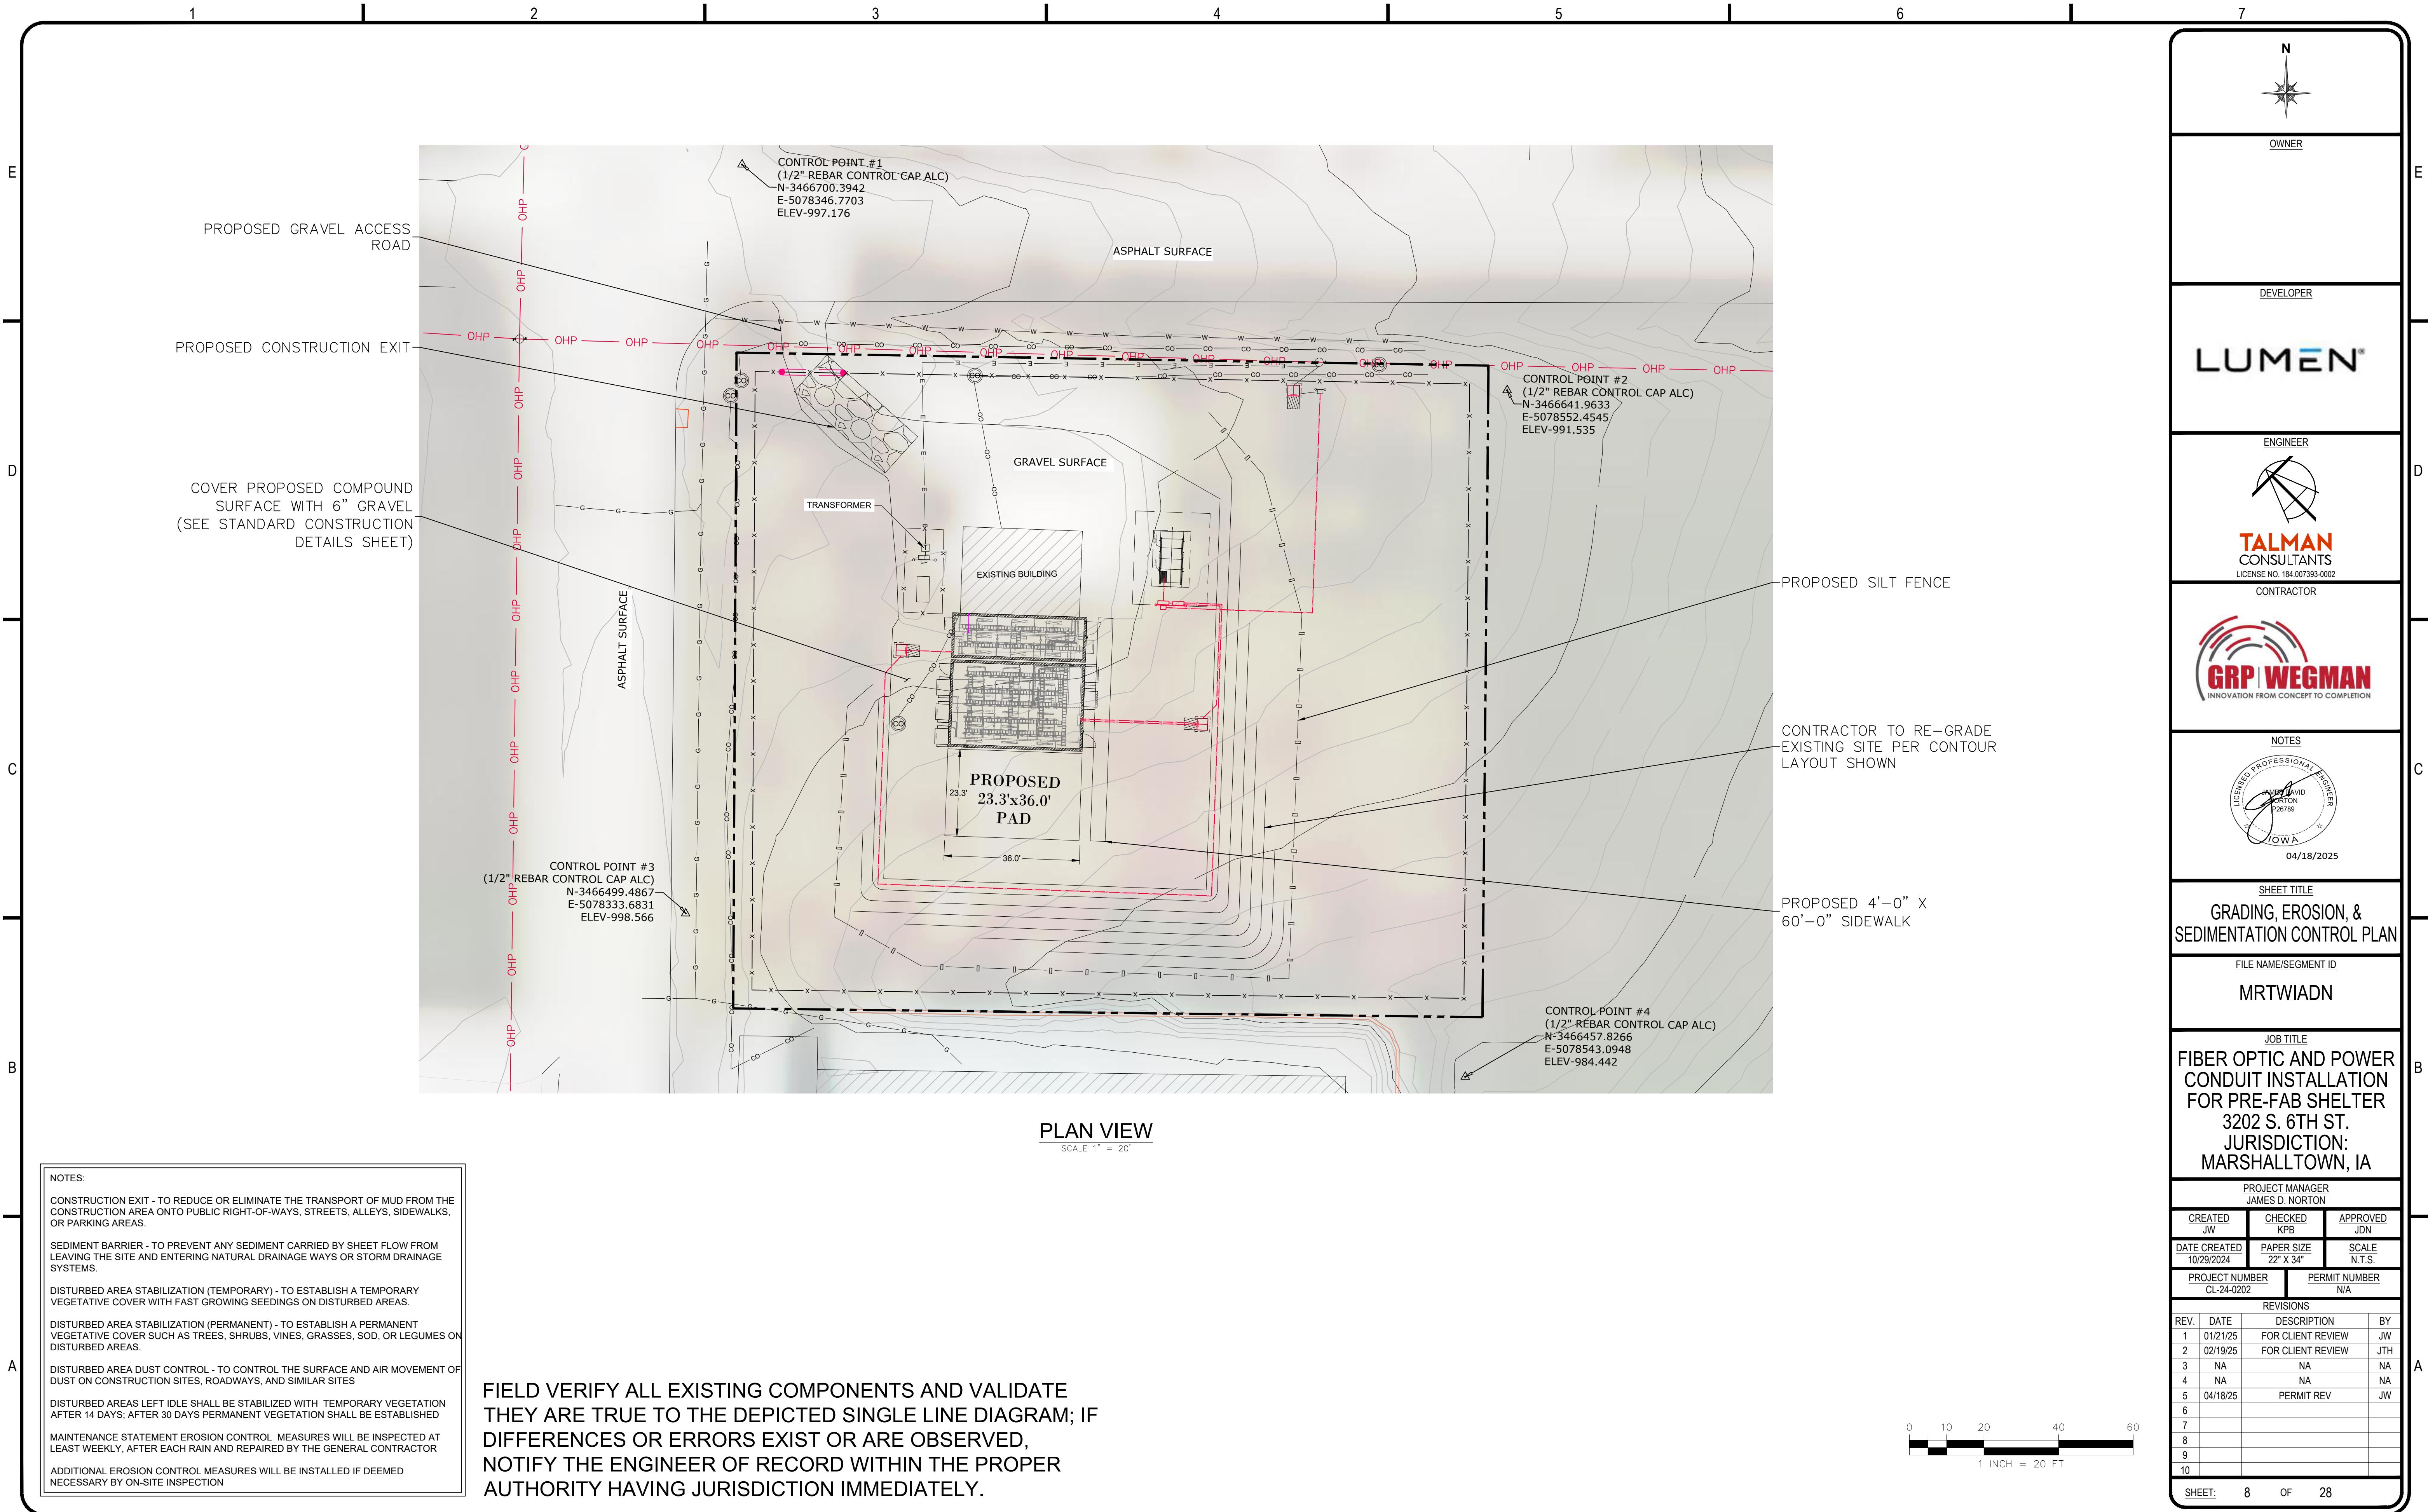 1 2 3 4 5 6 7
E
D
C
B
A
PROPOSED GRAVEL ACCESS
ROAD
PROPOSED CONSTRUCTION EXIT
COVER PROPOSED COMPOUND
SURFACE WITH 6" GRAVEL
(SEE STANDARD CONSTRUCTION
DETAILS SHEET)
CONTROL POINT #1
(1/2" REBAR CONTROL CAP ALC)
N-3466700.3942
E-5078346.7703
ELEV-997.176
ASPHALT SURFACE
CONTROL POINT #2
(1/2" REBAR CONTROL CAP ALC)
N-3466641.9633
E-5078552.4545
ELEV-991.535
GRAVEL SURFACE
TRANSFORMER
EXISTING BUILDING
ASPHALT SURFACE
PROPOSED
23.3'x36.0'
PAD
23.3'
36.0'
CONTROL POINT #3
(1/2" REBAR CONTROL CAP ALC)
N-3466499.4867
E-5078333.6831
ELEV-998.566
CONTROL POINT #4
(1/2" REBAR CONTROL CAP ALC)
N-3466457.8266
E-5078543.0948
ELEV-984.442
OHP OHP OHP OHP OHP OHP OHP OHP OHP OHP OHP OHP OHP OHP OHP OHP
PROPOSED SILT FENCE
CONTRACTOR TO RE-GRADE
EXISTING SITE PER CONTOUR
LAYOUT SHOWN
PROPOSED 4'-0" X
60'-0" SIDEWALK
PLAN VIEW
SCALE 1" = 20'
NOTES:
CONSTRUCTION EXIT - TO REDUCE OR ELIMINATE THE TRANSPORT OF MUD FROM THE
CONSTRUCTION AREA ONTO PUBLIC RIGHT-OF-WAYS, STREETS, ALLEYS, SIDEWALKS,
OR PARKING AREAS.
SEDIMENT BARRIER - TO PREVENT ANY SEDIMENT CARRIED BY SHEET FLOW FROM
LEAVING THE SITE AND ENTERING NATURAL DRAINAGE WAYS OR STORM DRAINAGE
SYSTEMS.
DISTURBED AREA STABILIZATION (TEMPORARY) - TO ESTABLISH A TEMPORARY
VEGETATIVE COVER WITH FAST GROWING SEEDINGS ON DISTURBED AREAS.
DISTURBED AREA STABILIZATION (PERMANENT) - TO ESTABLISH A PERMANENT
VEGETATIVE COVER SUCH AS TREES, SHRUBS, VINES, GRASSES, SOD, OR LEGUMES ON
DISTURBED AREAS.
DISTURBED AREA DUST CONTROL - TO CONTROL THE SURFACE AND AIR MOVEMENT OF
DUST ON CONSTRUCTION SITES, ROADWAYS, AND SIMILAR SITES
DISTURBED AREAS LEFT IDLE SHALL BE STABILIZED WITH TEMPORARY VEGETATION
AFTER 14 DAYS; AFTER 30 DAYS PERMANENT VEGETATION SHALL BE ESTABLISHED
MAINTENANCE STATEMENT EROSION CONTROL MEASURES WILL BE INSPECTED AT
LEAST WEEKLY, AFTER EACH RAIN AND REPAIRED BY THE GENERAL CONTRACTOR
ADDITIONAL EROSION CONTROL MEASURES WILL BE INSTALLED IF DEEMED
NECESSARY BY ON-SITE INSPECTION
FIELD VERIFY ALL EXISTING COMPONENTS AND VALIDATE
THEY ARE TRUE TO THE DEPICTED SINGLE LINE DIAGRAM; IF
DIFFERENCES OR ERRORS EXIST OR ARE OBSERVED,
NOTIFY THE ENGINEER OF RECORD WITHIN THE PROPER
AUTHORITY HAVING JURISDICTION IMMEDIATELY.
0 10 20 40 60
1 INCH = 20 FT
N
OWNER
DEVELOPER
LUMEN®
ENGINEER
TALMAN
CONSULTANTS
LICENSE NO. 184.007393-0002
CONTRACTOR
GRP|WEGMAN
INNOVATION FROM CONCEPT TO COMPLETION
NOTES
LICENSED PROFESSIONAL ENGINEER
JAMES DAVID
NORTON
P26789
IOWA
04/18/2025
SHEET TITLE
GRADING, EROSION, &
SEDIMENTATION CONTROL PLAN
FILE NAME/SEGMENT ID
MRTWIADN
JOB TITLE
FIBER OPTIC AND POWER
CONDUIT INSTALLATION
FOR PRE-FAB SHELTER
3202 S. 6TH ST.
JURISDICTION:
MARSHALLTOWN, IA
PROJECT MANAGER
JAMES D. NORTON
CREATED CHECKED APPROVED
JW KPB JDN
DATE CREATED PAPER SIZE SCALE
10/29/2024 22" X 34" N.T.S.
PROJECT NUMBER PERMIT NUMBER
CL-24-0202 N/A
REVISIONS
REV. DATE DESCRIPTION BY
1 01/21/25 FOR CLIENT REVIEW JW
2 02/19/25 FOR CLIENT REVIEW JTH
3 NA NA NA
4 NA NA NA
5 04/18/25 PERMIT REV JW
6
7
8
9
10
SHEET: 8 OF 28
E
D
C
B
A